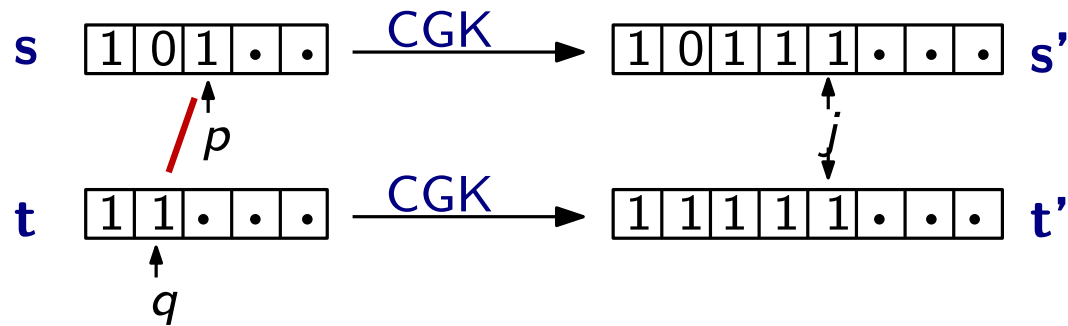 s 1 0 1 . . CGK 1 0 1 1 1 . . . s'
p j
t 1 1 . . . CGK 1 1 1 1 1 . . . t'
q